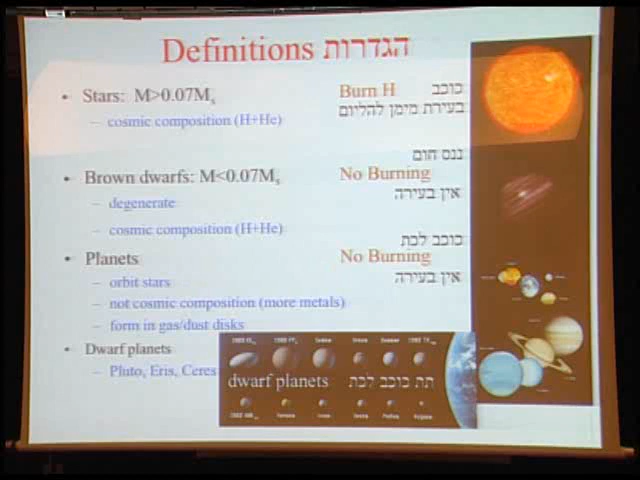 Definitions הגדרות
• Stars: M>0.07Ms
– cosmic composition (H+He)
Burn H כוכב
בעירת מימן להליום
• Brown dwarfs: M<0.07Ms
– degenerate
– cosmic composition (H+He)
ננס חום
No Burning
אין בעירה
• Planets
– orbit stars
– not cosmic composition (more metals)
– form in gas/dust disks
כוכב לכת
No Burning
אין בעירה
• Dwarf planets
– Pluto, Eris, Ceres
dwarf planets תת כוכב לכת